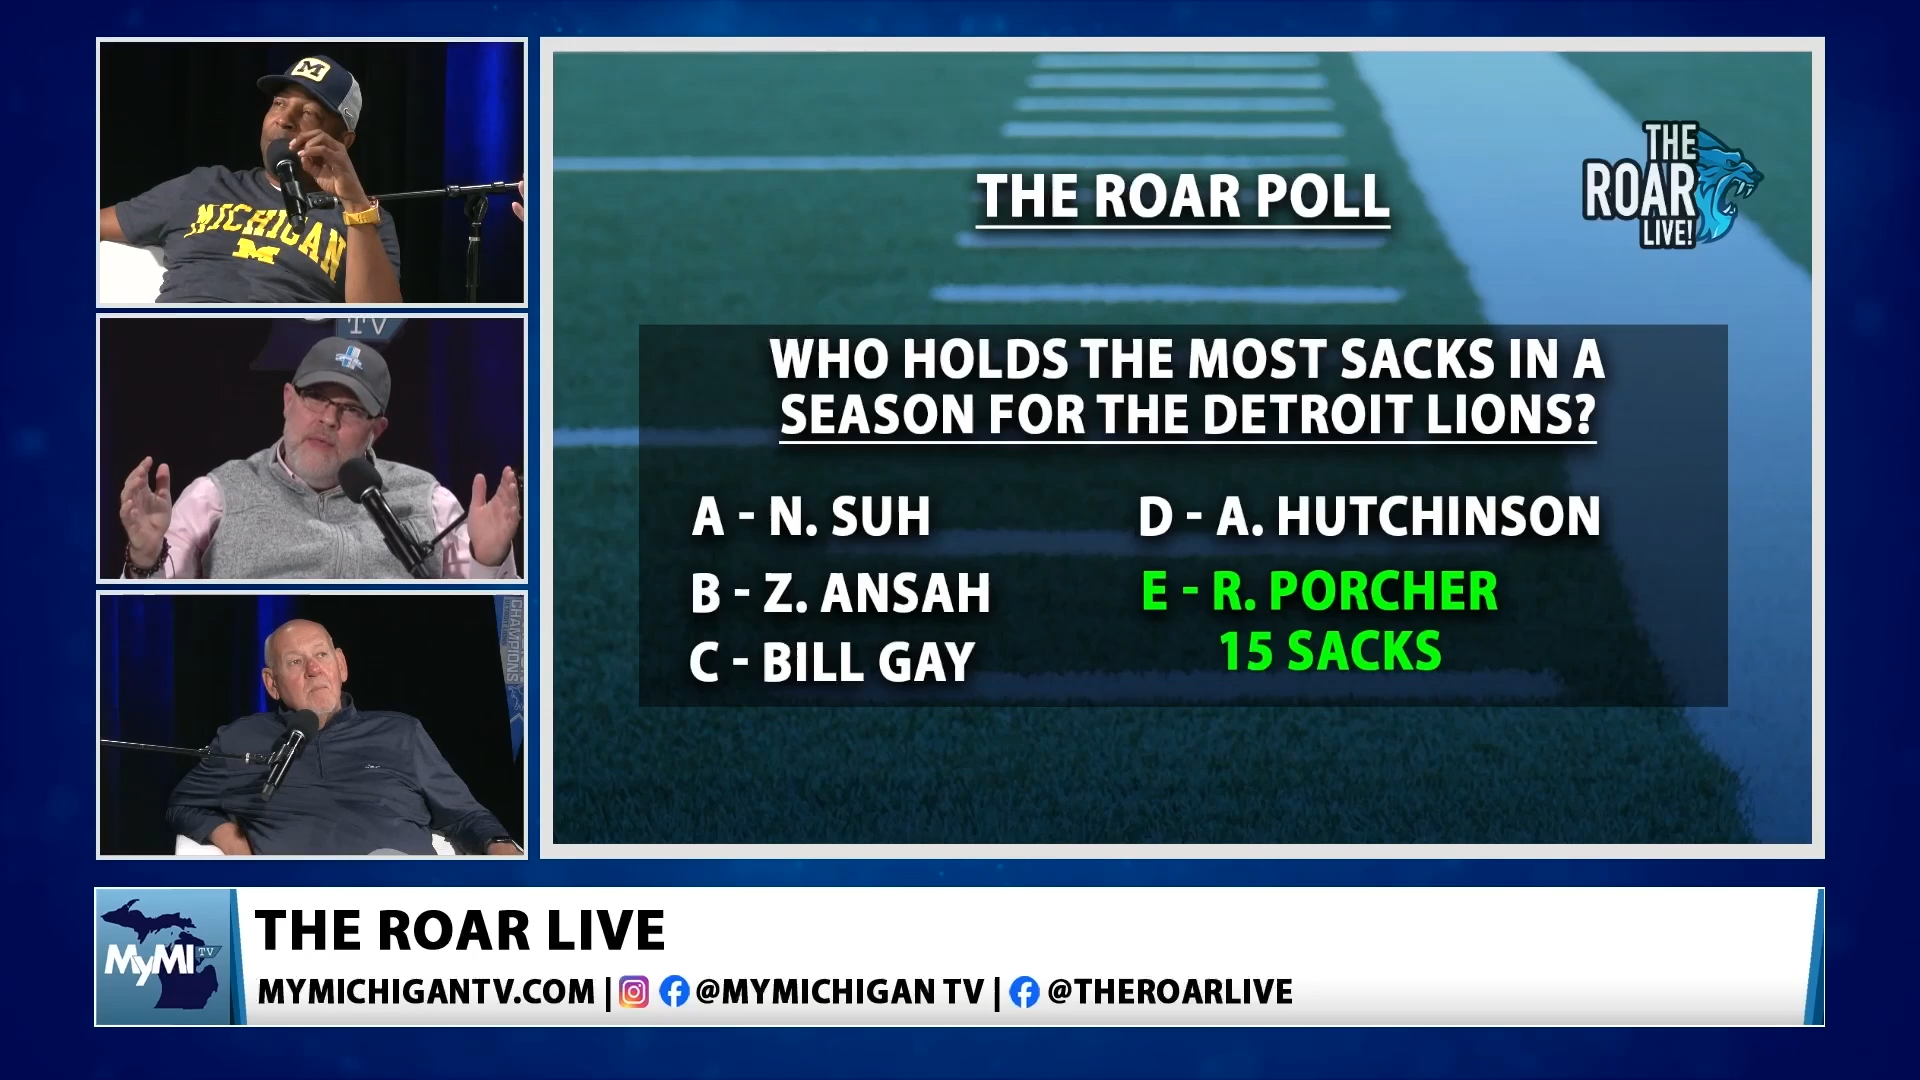 M
MICHIGAN
M
TV
CHAMPIONS
THE ROAR POLL
THE
ROAR
LIVE!
WHO HOLDS THE MOST SACKS IN A
SEASON FOR THE DETROIT LIONS?
A - N. SUH
B - Z. ANSAH
C - BILL GAY
D - A. HUTCHINSON
E - R. PORCHER
15 SACKS
MyMI TV
THE ROAR LIVE
MYMICHIGANTV.COM | @MYMICHIGAN TV | @THEROARLIVE